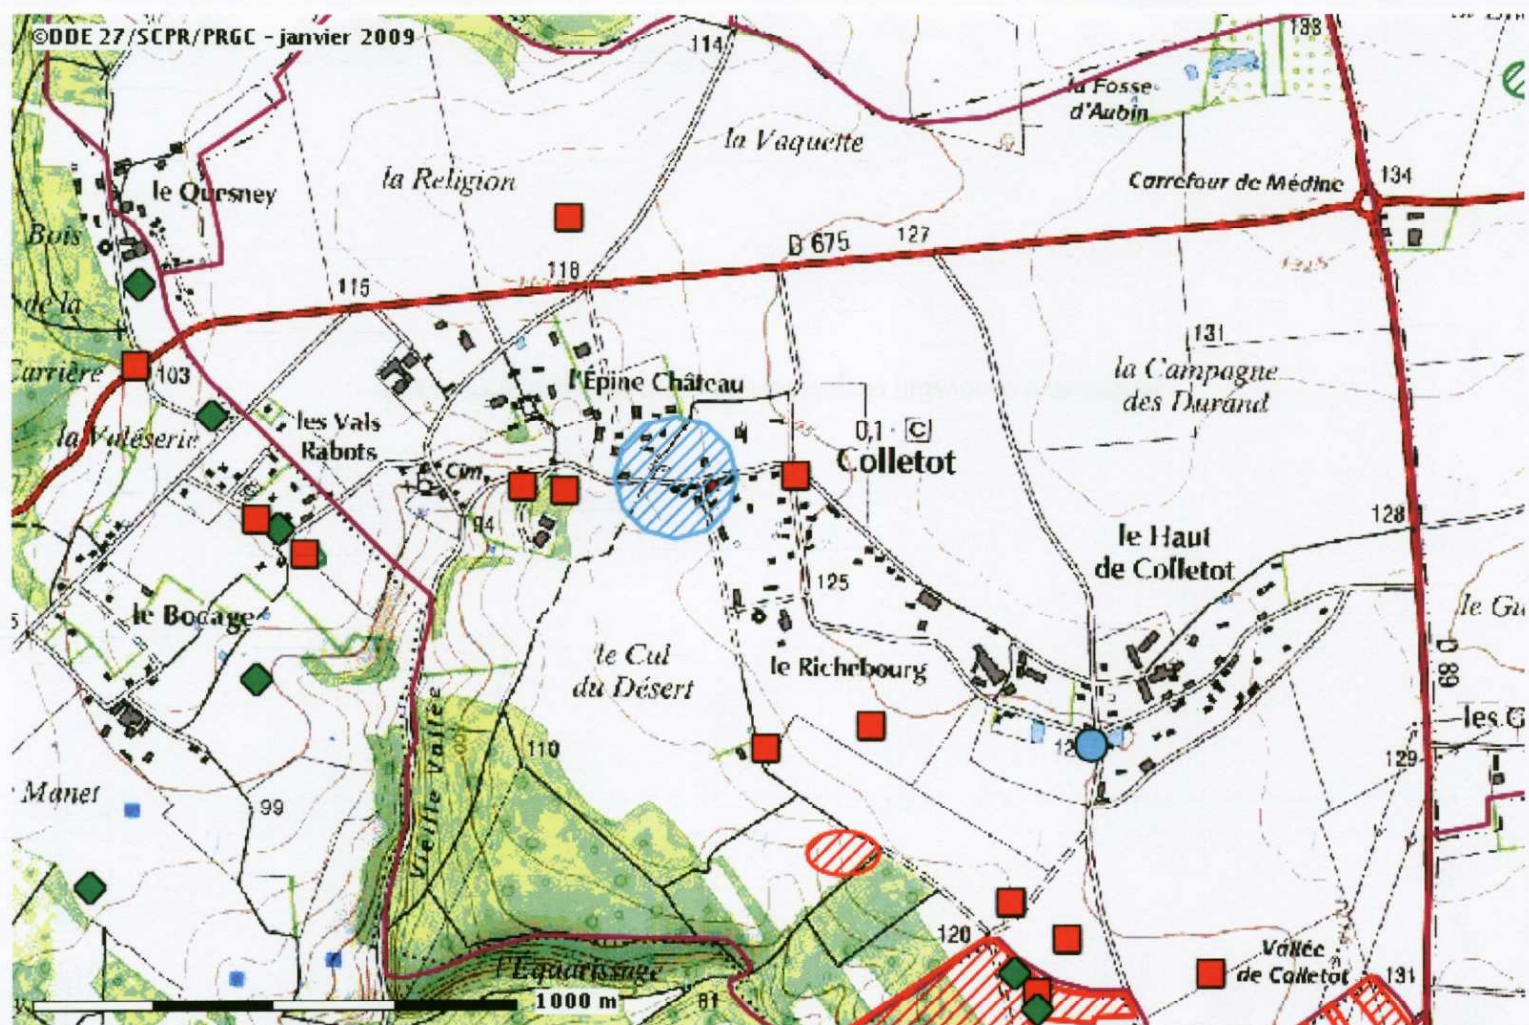 ©DDE 27/SCPR/PRGC - janvier 2009
114
133
la Fosse
d'Aubin
la Vaquette
la Religion
Carrefour de Médine
134
le Quesney
Bois
de la
Carrière
D 675
127
118
115
103
131
la Campagne
des Durand
l'Épine Château
0,1 C
Colletot
les Vals
Rabots
la Valéserie
Cim.
94
128
le Haut
de Colletot
125
le Bocage
le Cul
du Désert
le Richebourg
D 89
110
Vieille Vallée
129
Manet
99
120
Vallée
de Colletot
131
l'Equarissage
81
1000 m